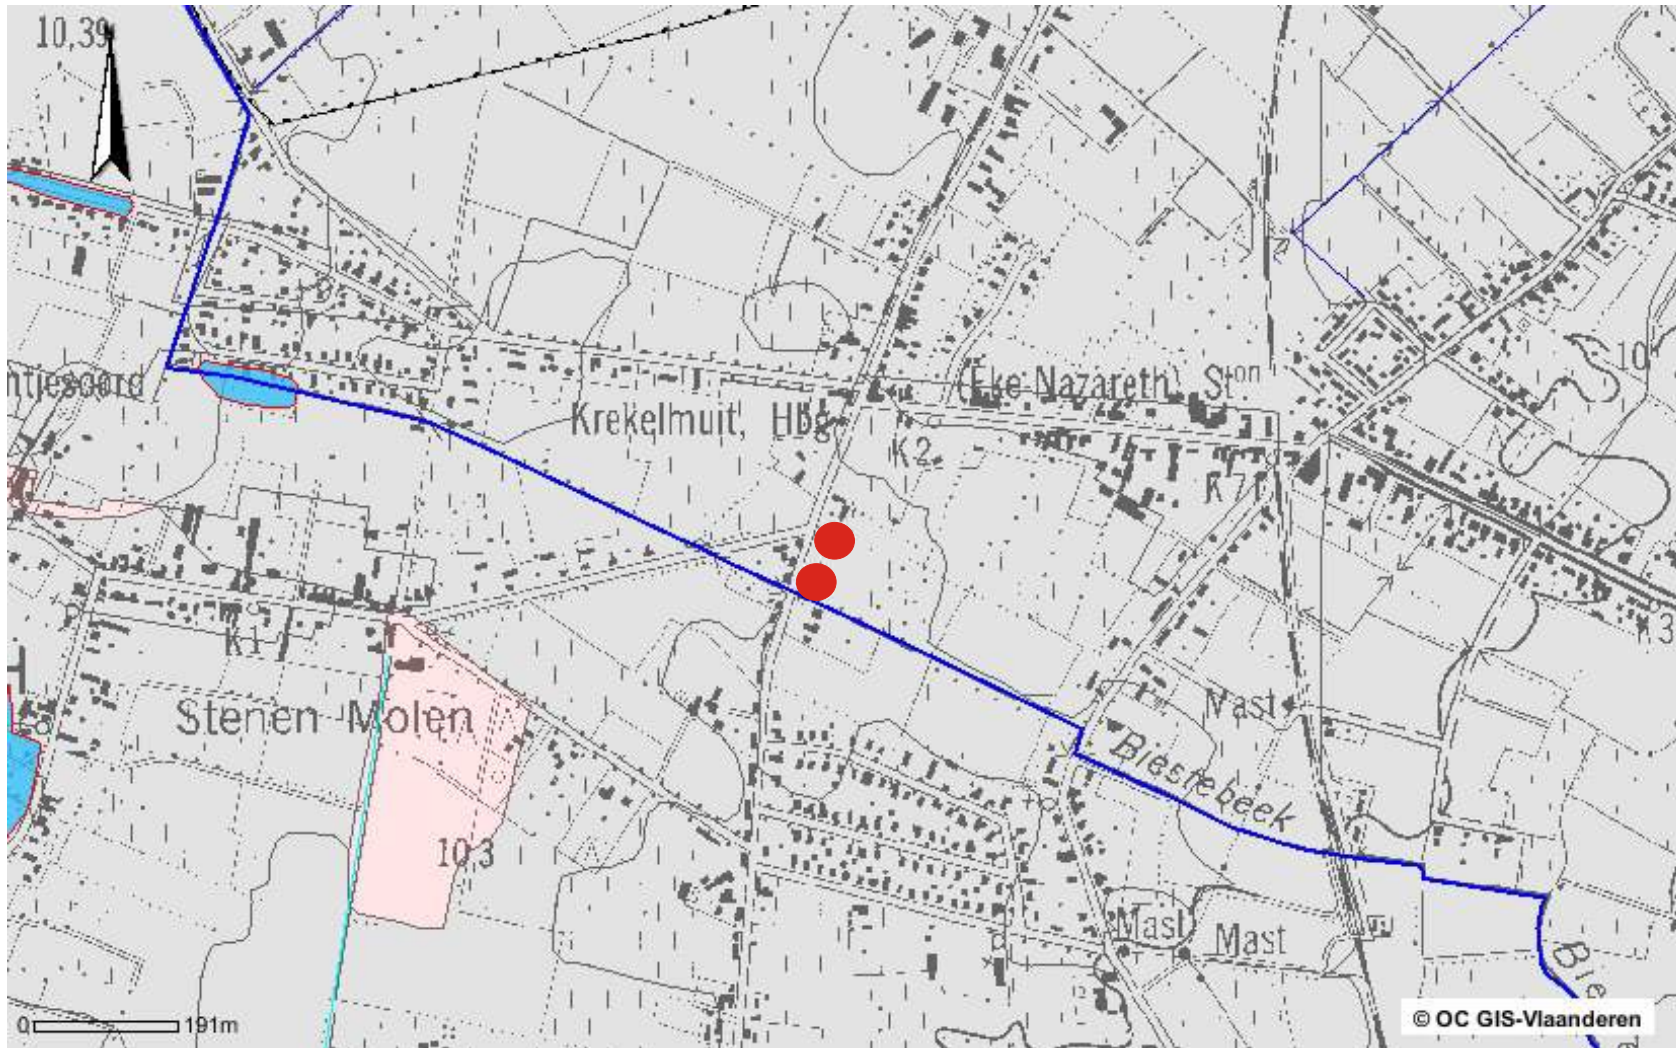 10,39
ntjesoord
Krekelmuit, Hbg
(Eke-Nazareth) Stᵒⁿ
10
K2
K7
K3
K1
H
Stenen Molen
Mast
Biestebeek
10,3
Mast
Mast
Bie
0 191m
© OC GIS-Vlaanderen